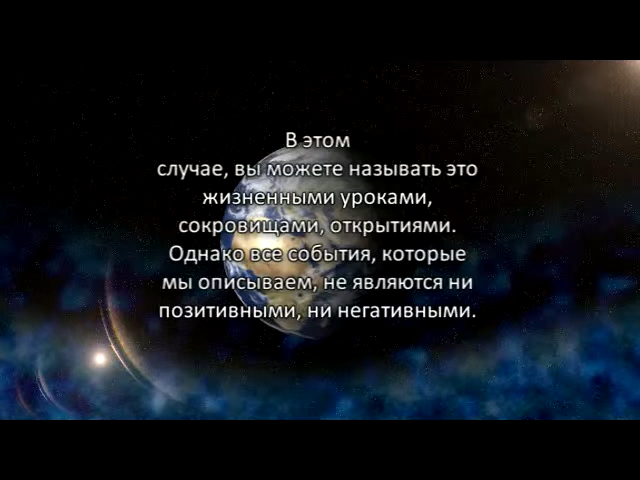 В этом
случае, вы можете называть это
жизненными уроками,
сокровищами, открытиями.
Однако все события, которые
мы описываем, не являются ни
позитивными, ни негативными.